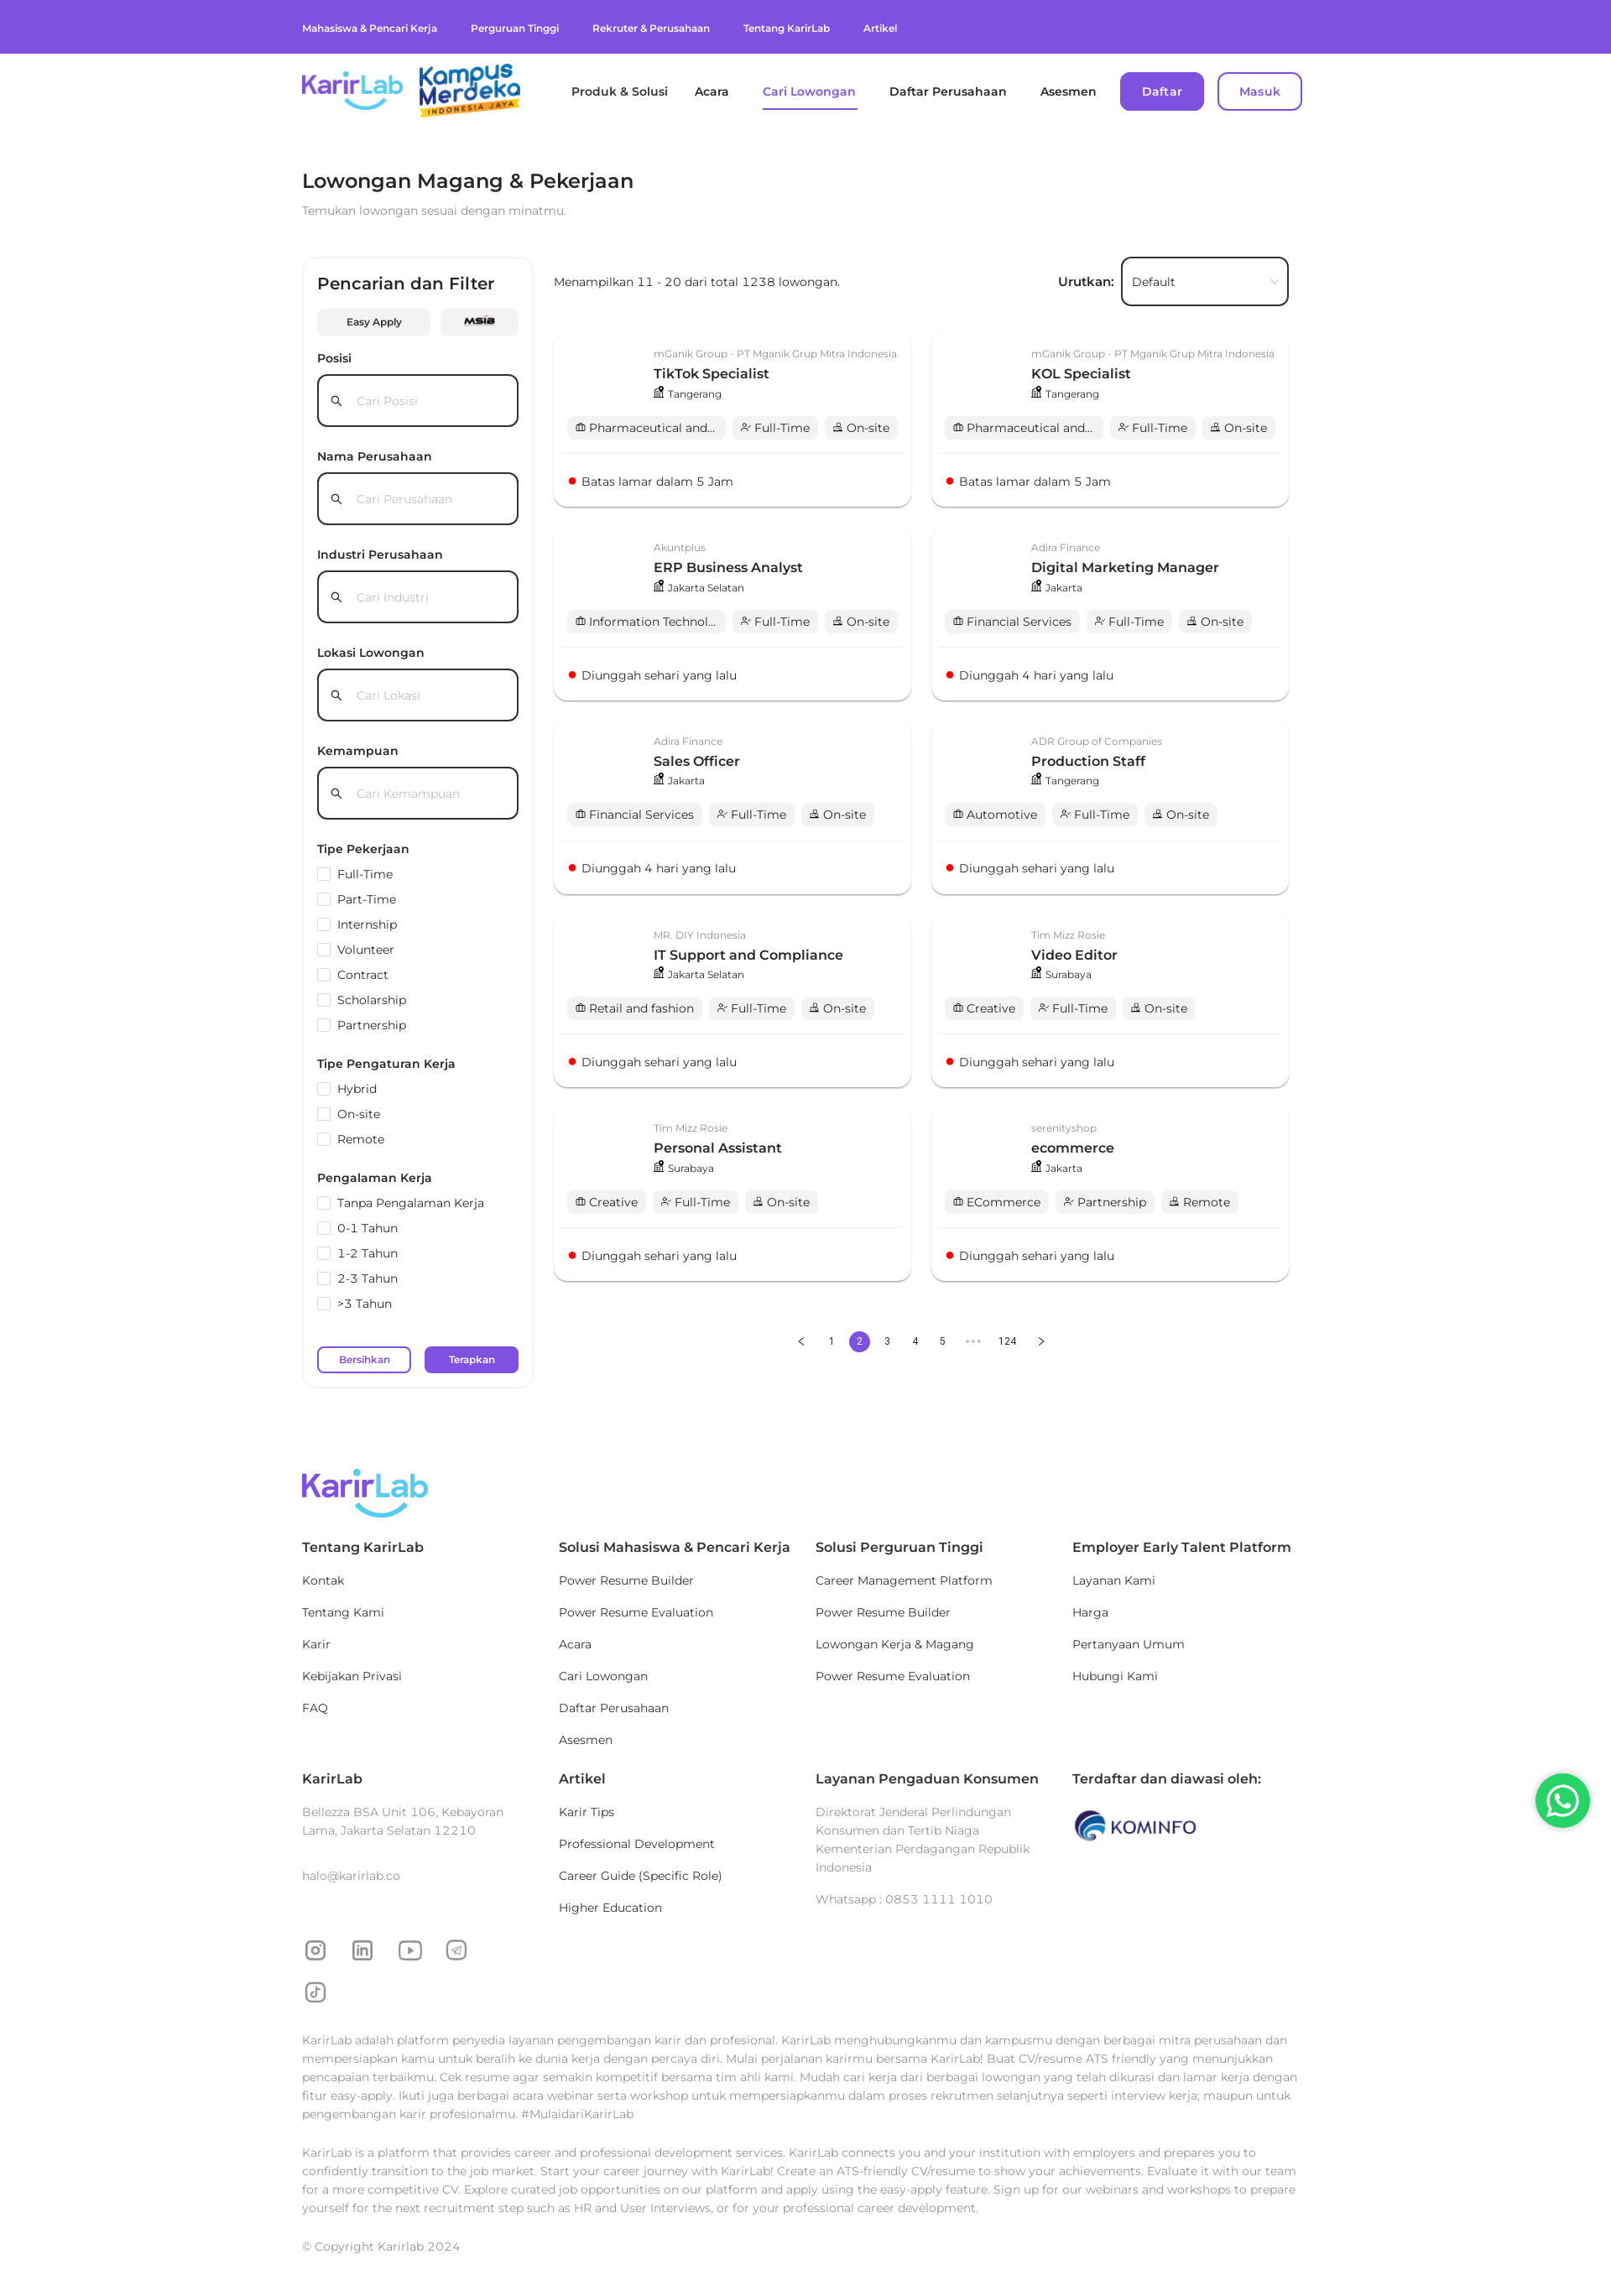 Mahasiswa & Pencari Kerja Perguruan Tinggi Rekruter & Perusahaan Tentang KarirLab Artikel
KarirLab Kampus Merdeka INDONESIA JAYA Produk & Solusi Acara Cari Lowongan Daftar Perusahaan Asesmen Daftar Masuk
Lowongan Magang & Pekerjaan
Temukan lowongan sesuai dengan minatmu.
Pencarian dan Filter
Easy Apply MSIB
Posisi
Cari Posisi
Nama Perusahaan
Cari Perusahaan
Industri Perusahaan
Cari Industri
Lokasi Lowongan
Cari Lokasi
Kemampuan
Cari Kemampuan
Tipe Pekerjaan
Full-Time
Part-Time
Internship
Volunteer
Contract
Scholarship
Partnership
Tipe Pengaturan Kerja
Hybrid
On-site
Remote
Pengalaman Kerja
Tanpa Pengalaman Kerja
0-1 Tahun
1-2 Tahun
2-3 Tahun
>3 Tahun
Bersihkan Terapkan
Menampilkan 11 - 20 dari total 1238 lowongan.
Urutkan: Default
mGanik Group - PT Mganik Grup Mitra Indonesia
TikTok Specialist
Tangerang
Pharmaceutical and... Full-Time On-site
Batas lamar dalam 5 Jam
mGanik Group - PT Mganik Grup Mitra Indonesia
KOL Specialist
Tangerang
Pharmaceutical and... Full-Time On-site
Batas lamar dalam 5 Jam
Akuntplus
ERP Business Analyst
Jakarta Selatan
Information Technol... Full-Time On-site
Diunggah sehari yang lalu
Adira Finance
Digital Marketing Manager
Jakarta
Financial Services Full-Time On-site
Diunggah 4 hari yang lalu
Adira Finance
Sales Officer
Jakarta
Financial Services Full-Time On-site
Diunggah 4 hari yang lalu
ADR Group of Companies
Production Staff
Tangerang
Automotive Full-Time On-site
Diunggah sehari yang lalu
MR. DIY Indonesia
IT Support and Compliance
Jakarta Selatan
Retail and fashion Full-Time On-site
Diunggah sehari yang lalu
Tim Mizz Rosie
Video Editor
Surabaya
Creative Full-Time On-site
Diunggah sehari yang lalu
Tim Mizz Rosie
Personal Assistant
Surabaya
Creative Full-Time On-site
Diunggah sehari yang lalu
serenityshop
ecommerce
Jakarta
ECommerce Partnership Remote
Diunggah sehari yang lalu
1 2 3 4 5 ••• 124
KarirLab
Tentang KarirLab
Kontak
Tentang Kami
Karir
Kebijakan Privasi
FAQ
Solusi Mahasiswa & Pencari Kerja
Power Resume Builder
Power Resume Evaluation
Acara
Cari Lowongan
Daftar Perusahaan
Asesmen
Solusi Perguruan Tinggi
Career Management Platform
Power Resume Builder
Lowongan Kerja & Magang
Power Resume Evaluation
Employer Early Talent Platform
Layanan Kami
Harga
Pertanyaan Umum
Hubungi Kami
KarirLab
Bellezza BSA Unit 106, Kebayoran
Lama, Jakarta Selatan 12210
halo@karirlab.co
Artikel
Karir Tips
Professional Development
Career Guide (Specific Role)
Higher Education
Layanan Pengaduan Konsumen
Direktorat Jenderal Perlindungan
Konsumen dan Tertib Niaga
Kementerian Perdagangan Republik
Indonesia
Whatsapp : 0853 1111 1010
Terdaftar dan diawasi oleh:
KOMINFO
KarirLab adalah platform penyedia layanan pengembangan karir dan profesional. KarirLab menghubungkanmu dan kampusmu dengan berbagai mitra perusahaan dan
mempersiapkan kamu untuk beralih ke dunia kerja dengan percaya diri. Mulai perjalanan karirmu bersama KarirLab! Buat CV/resume ATS friendly yang menunjukkan
pencapaian terbaikmu. Cek resume agar semakin kompetitif bersama tim ahli kami. Mudah cari kerja dari berbagai lowongan yang telah dikurasi dan lamar kerja dengan
fitur easy-apply. Ikuti juga berbagai acara webinar serta workshop untuk mempersiapkanmu dalam proses rekrutmen selanjutnya seperti interview kerja; maupun untuk
pengembangan karir profesionalmu. #MulaidariKarirLab
KarirLab is a platform that provides career and professional development services. KarirLab connects you and your institution with employers and prepares you to
confidently transition to the job market. Start your career journey with KarirLab! Create an ATS-friendly CV/resume to show your achievements. Evaluate it with our team
for a more competitive CV. Explore curated job opportunities on our platform and apply using the easy-apply feature. Sign up for our webinars and workshops to prepare
yourself for the next recruitment step such as HR and User Interviews, or for your professional career development.
© Copyright Karirlab 2024